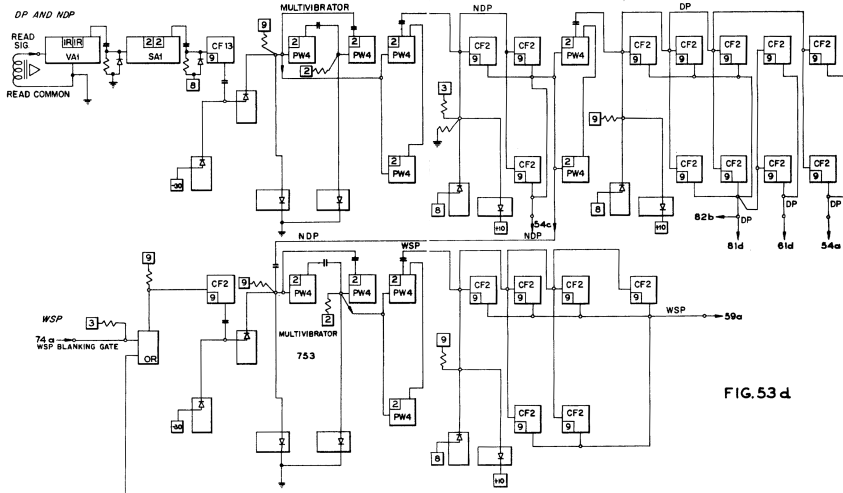 DP AND NDP
READ SIG.
READ COMMON
IR IR
VA1
2 2
SA1
8
CF13
9
-30
9
MULTIVIBRATOR
2
PW4
2
2
PW4
2
PW4
2
PW4
NDP
3
8
+10
CF2
9
CF2
9
CF2
9
54c
NDP
2
PW4
2
PW4
DP
9
8
+10
CF2
9
CF2
9
CF2
9
CF2
9
CF2
9
CF2
9
CF2
9
CF2
9
CF2
9
82b
DP
81d
DP
61d
DP
54a
NDP
WSP
9
3
WSP
74a
WSP BLANKING GATE
OR
CF2
9
-30
9
2
PW4
2
PW4
2
MULTIVIBRATOR
753
2
PW4
2
PW4
WSP
9
8
+10
CF2
9
CF2
9
CF2
9
CF2
9
WSP
59a
CF2
9
CF2
9
FIG.53d